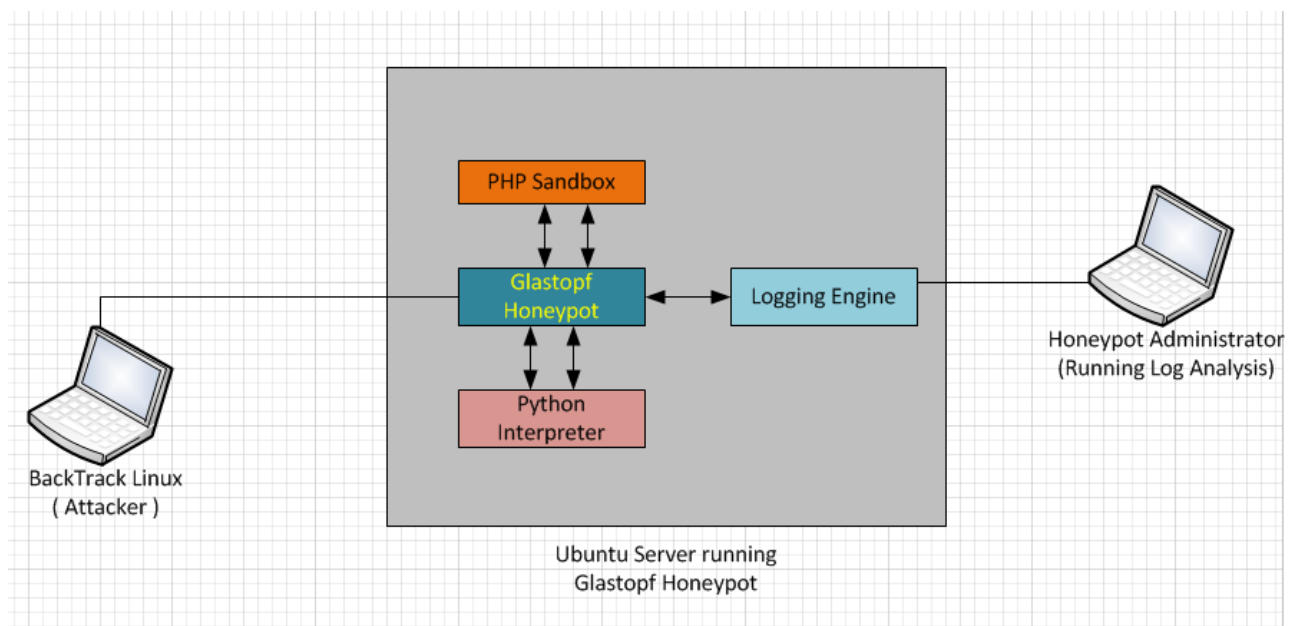 PHP Sandbox
Glastopf
Honeypot
Logging Engine
Python
Interpreter
BackTrack Linux
( Attacker )
Honeypot Administrator
(Running Log Analysis)
Ubuntu Server running
Glastopf Honeypot